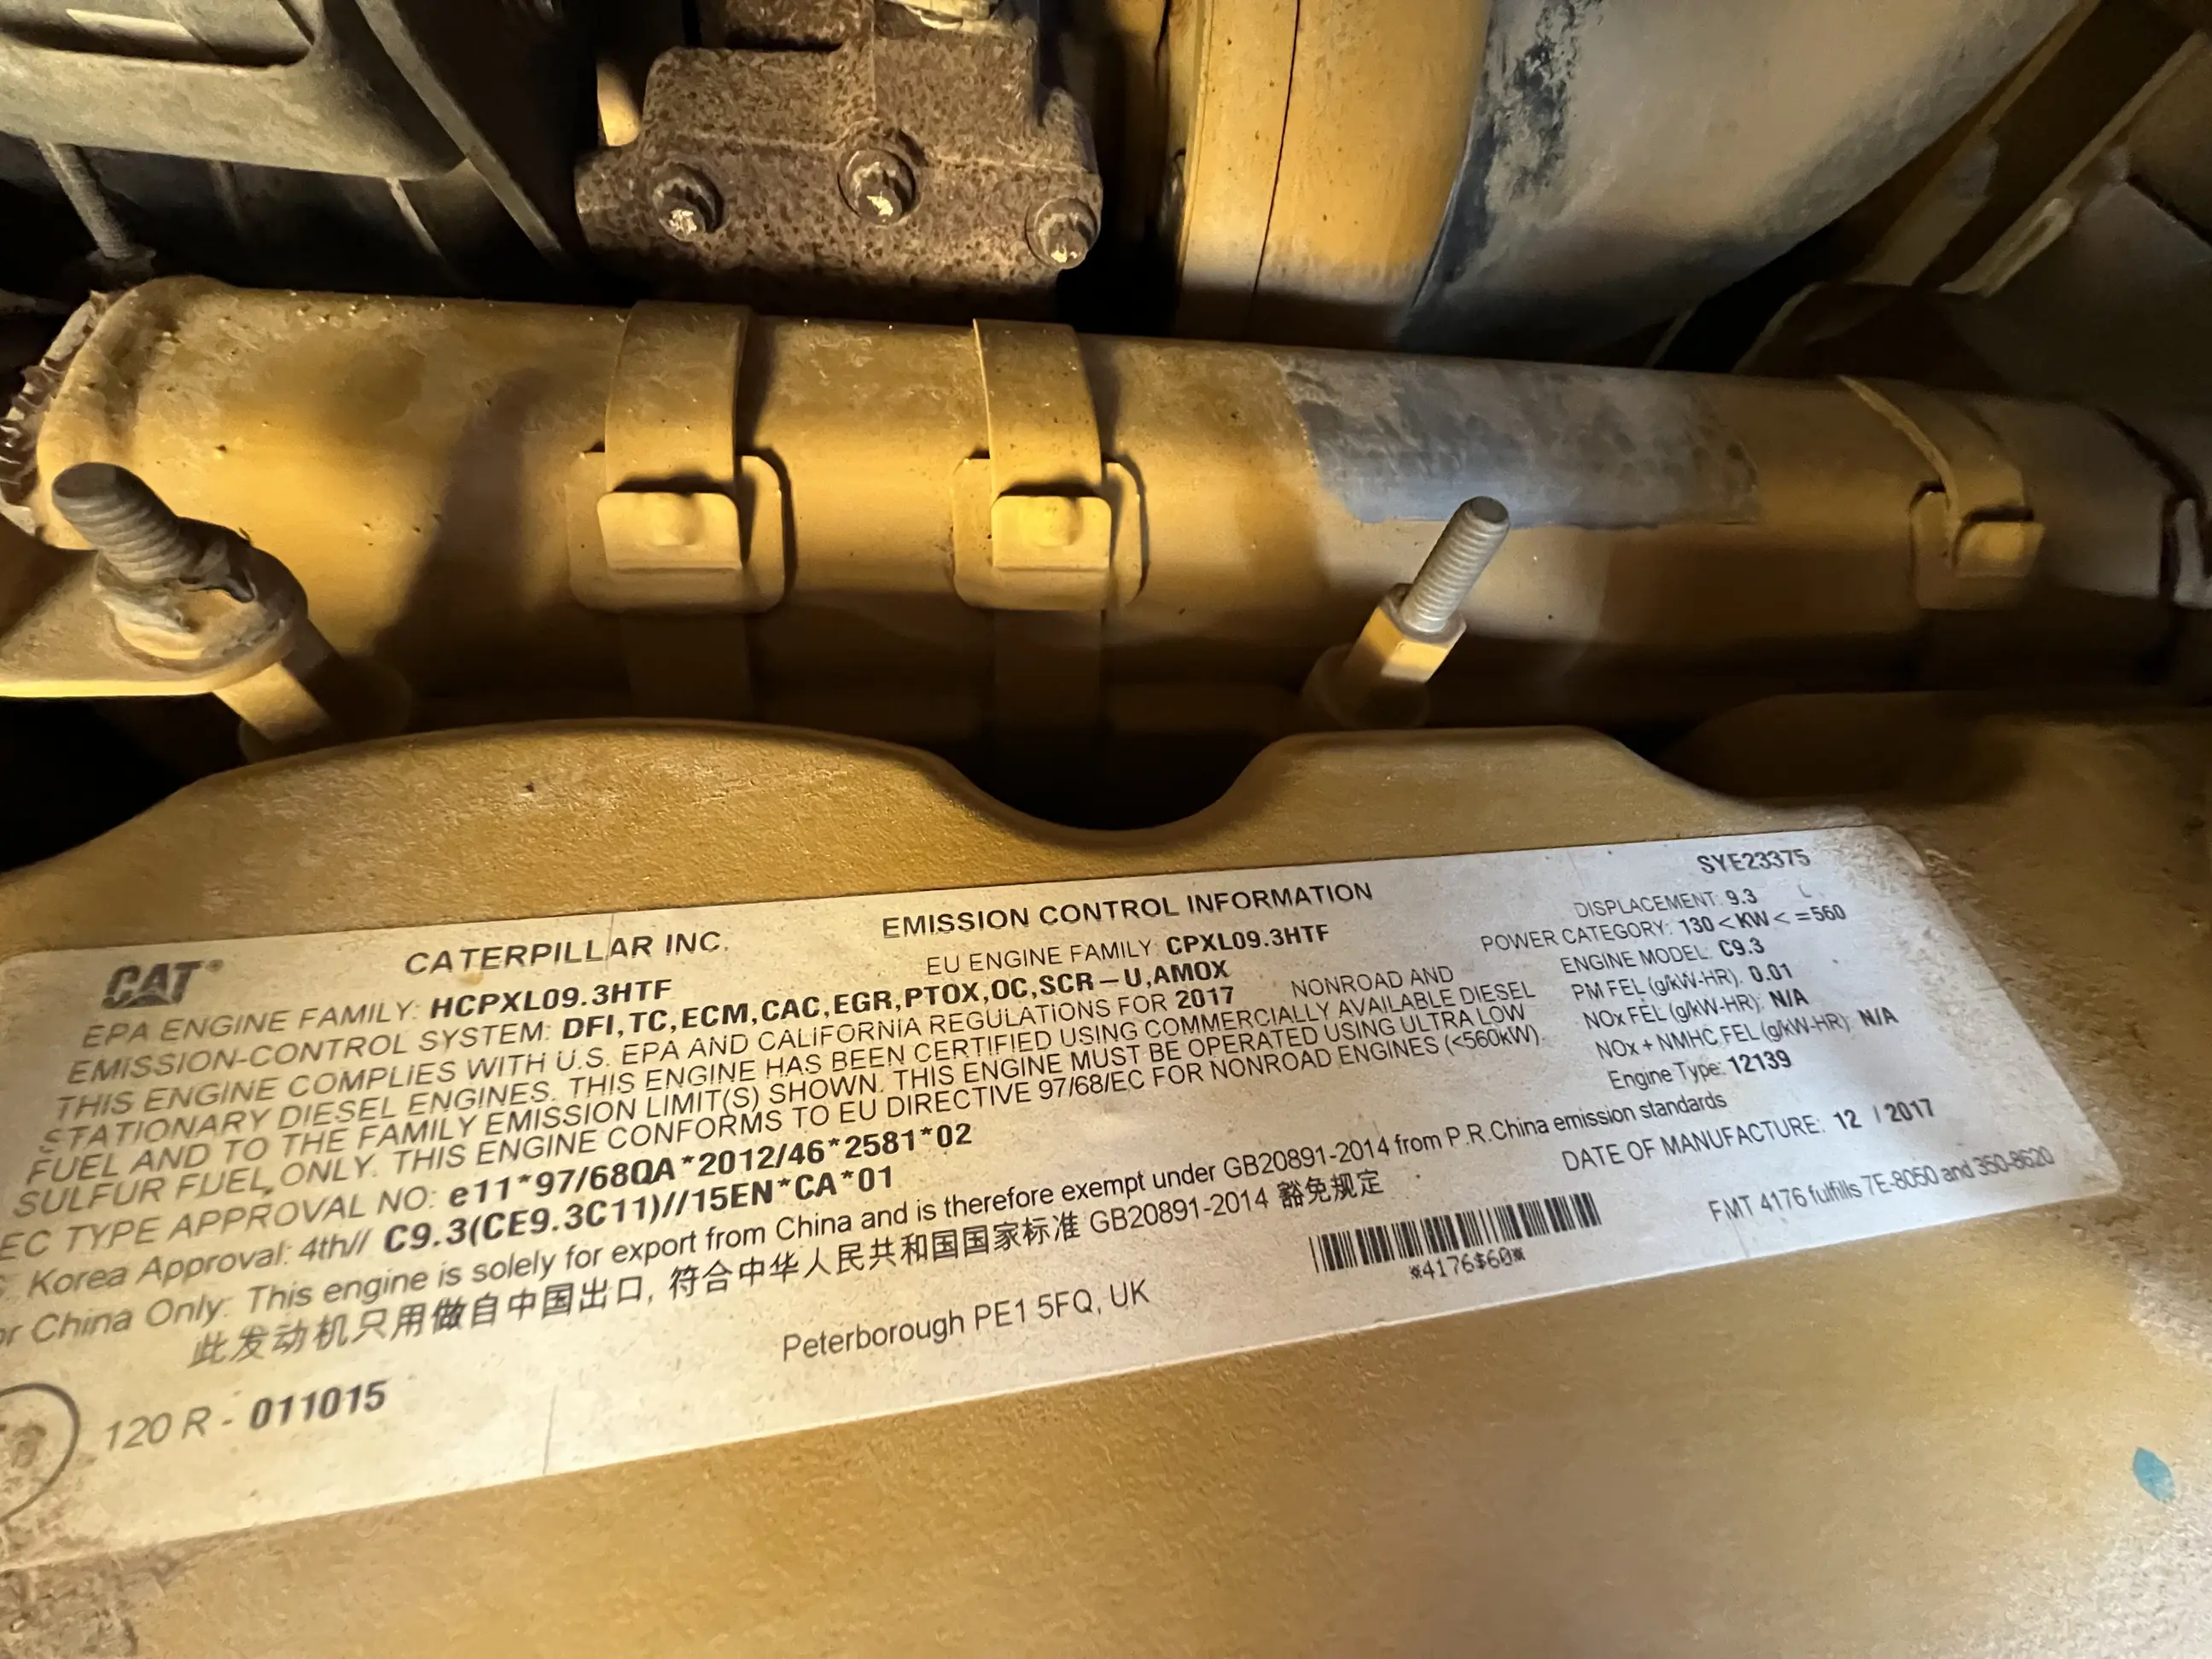 SYE23375
CAT®
CATERPILLAR INC.
EMISSION CONTROL INFORMATION
DISPLACEMENT: 9.3 L
EPA ENGINE FAMILY: HCPXL09.3HTF
EU ENGINE FAMILY: CPXL09.3HTF
POWER CATEGORY: 130<KW<=560
EMISSION-CONTROL SYSTEM: DFI,TC,ECM,CAC,EGR,PTOX,OC,SCR-U,AMOX
ENGINE MODEL: C9.3
THIS ENGINE COMPLIES WITH U.S. EPA AND CALIFORNIA REGULATIONS FOR 2017 NONROAD AND
PM FEL (g/kW-HR): 0.01
STATIONARY DIESEL ENGINES. THIS ENGINE HAS BEEN CERTIFIED USING COMMERCIALLY AVAILABLE DIESEL
NOx FEL (g/kW-HR): N/A
FUEL AND TO THE FAMILY EMISSION LIMIT(S) SHOWN. THIS ENGINE MUST BE OPERATED USING ULTRA LOW
NOx + NMHC FEL (g/kW-HR): N/A
SULFUR FUEL ONLY. THIS ENGINE CONFORMS TO EU DIRECTIVE 97/68/EC FOR NONROAD ENGINES (<560kW).
Engine Type: 12139
EC TYPE APPROVAL NO: e11*97/68QA*2012/46*2581*02
Korea Approval: 4th// C9.3(CE9.3C11)//15EN*CA*01
China Only: This engine is solely for export from China and is therefore exempt under GB20891-2014 from P.R.China emission standards
DATE OF MANUFACTURE: 12 / 2017
此发动机只用做自中国出口, 符合中华人民共和国国家标准 GB20891-2014 豁免规定
FMT 4176 fulfills 7E-8050 and 350-8620
*4176$60*
Peterborough PE1 5FQ, UK
120 R - 011015